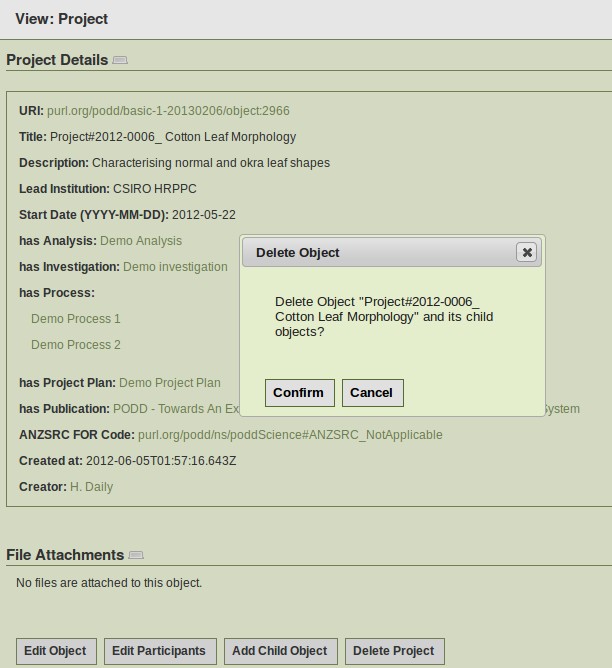 View: Project
Project Details
URI: purl.org/podd/basic-1-20130206/object:2966
Title: Project#2012-0006_ Cotton Leaf Morphology
Description: Characterising normal and okra leaf shapes
Lead Institution: CSIRO HRPPC
Start Date (YYYY-MM-DD): 2012-05-22
has Analysis: Demo Analysis
has Investigation: Demo investigation
has Process:
Demo Process 1
Demo Process 2
has Project Plan: Demo Project Plan
has Publication: PODD - Towards An Ex
ystem
ANZSRC FOR Code: purl.org/podd/ns/poddScience#ANZSRC_NotApplicable
Created at: 2012-06-05T01:57:16.643Z
Creator: H. Daily
Delete Object
Delete Object "Project#2012-0006_
Cotton Leaf Morphology" and its child
objects?
Confirm Cancel
File Attachments
No files are attached to this object.
Edit Object Edit Participants Add Child Object Delete Project